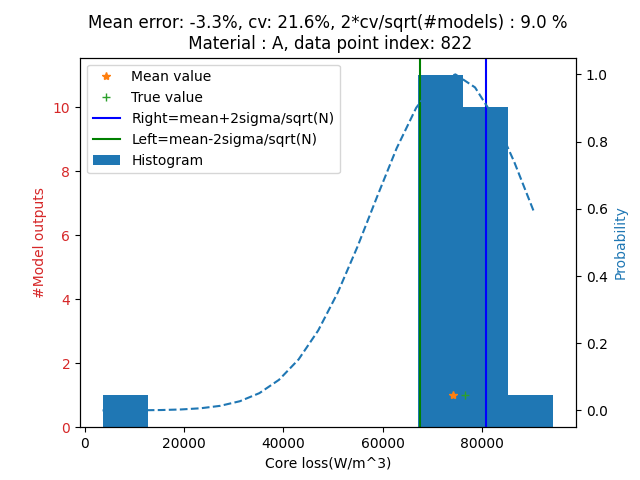 Mean error: -3.3%, cv: 21.6%, 2*cv/sqrt(#models) : 9.0 %
Material : A, data point index: 822
Mean value
True value
Right=mean+2sigma/sqrt(N)
Left=mean-2sigma/sqrt(N)
Histogram
#Model outputs
10
8
6
4
2
0
1.0
0.8
0.6
0.4
0.2
0.0
Probability
0 20000 40000 60000 80000
Core loss(W/m^3)